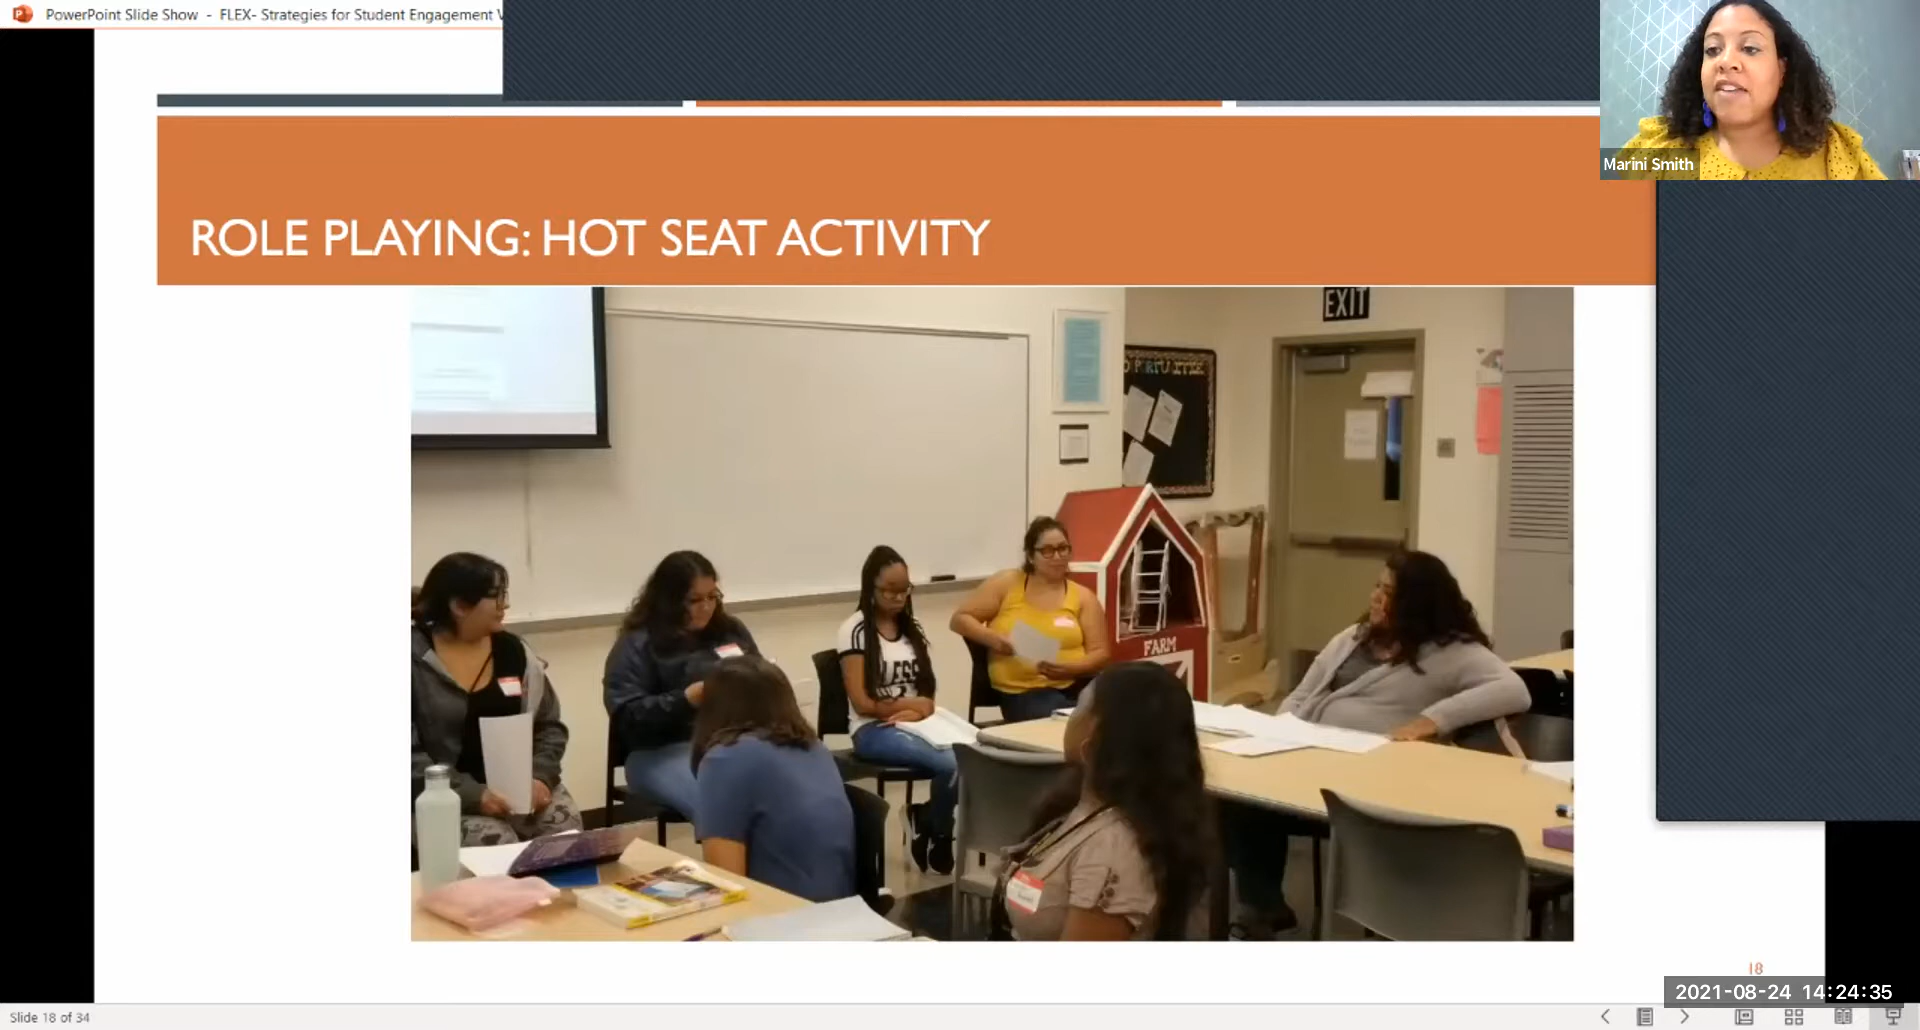 PowerPoint Slide Show - FLEX- Strategies for Student Engagement
Marini Smith
ROLE PLAYING: HOT SEAT ACTIVITY
EXIT
FARM
18
2021-08-24 14:24:35
Slide 18 of 34